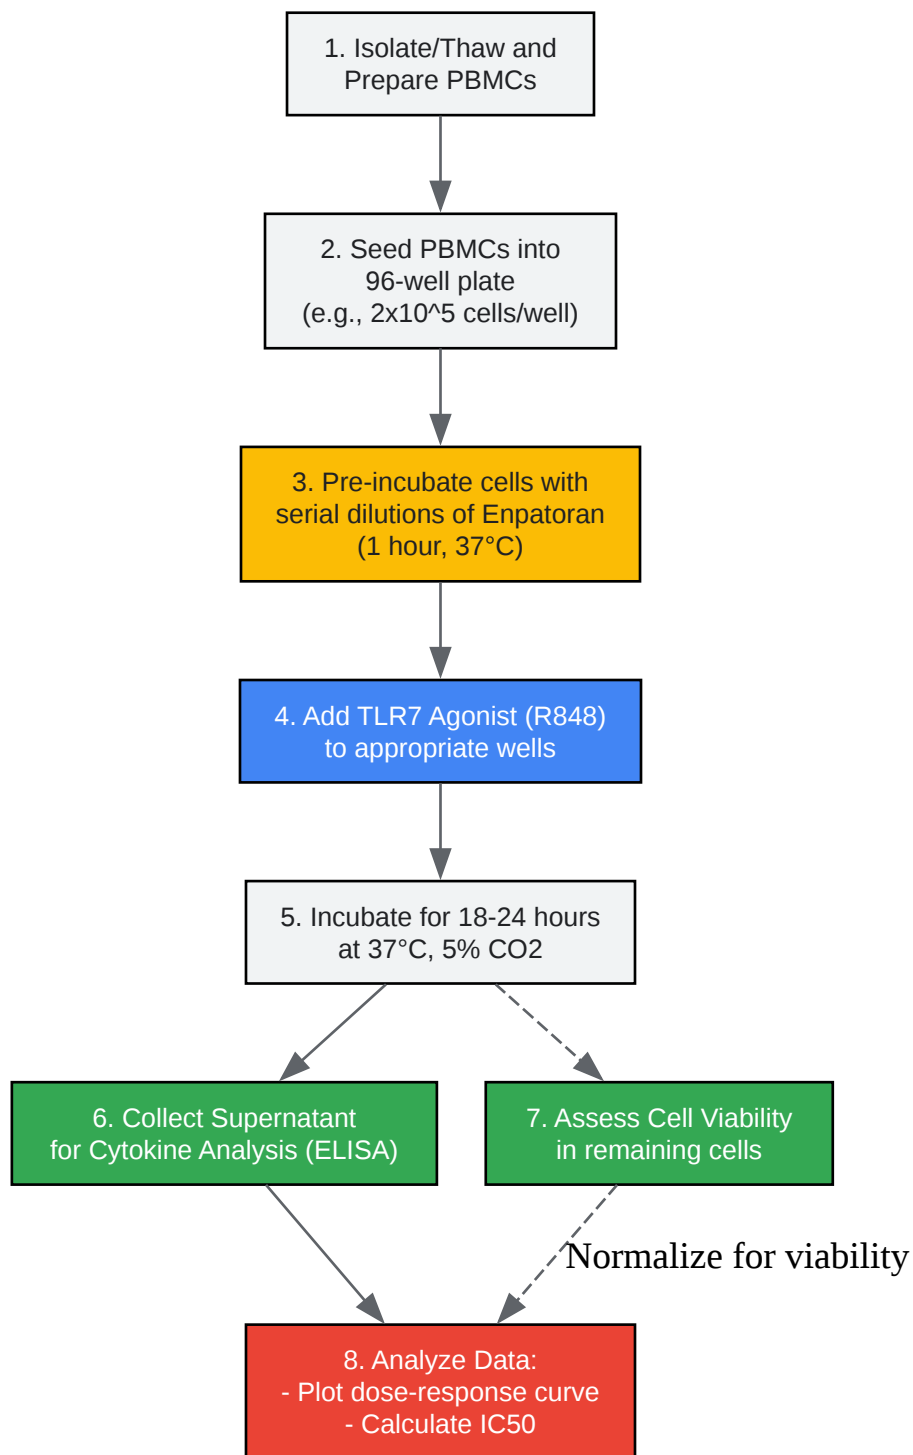 1. Isolate/Thaw and
Prepare PBMCs
2. Seed PBMCs into
96-well plate
(e.g., 2x10^5 cells/well)
3. Pre-incubate cells with
serial dilutions of Enpatoran
(1 hour, 37°C)
4. Add TLR7 Agonist (R848)
to appropriate wells
5. Incubate for 18-24 hours
at 37°C, 5% CO2
6. Collect Supernatant
for Cytokine Analysis (ELISA)
7. Assess Cell Viability
in remaining cells
Normalize for viability
8. Analyze Data:
- Plot dose-response curve
- Calculate IC50